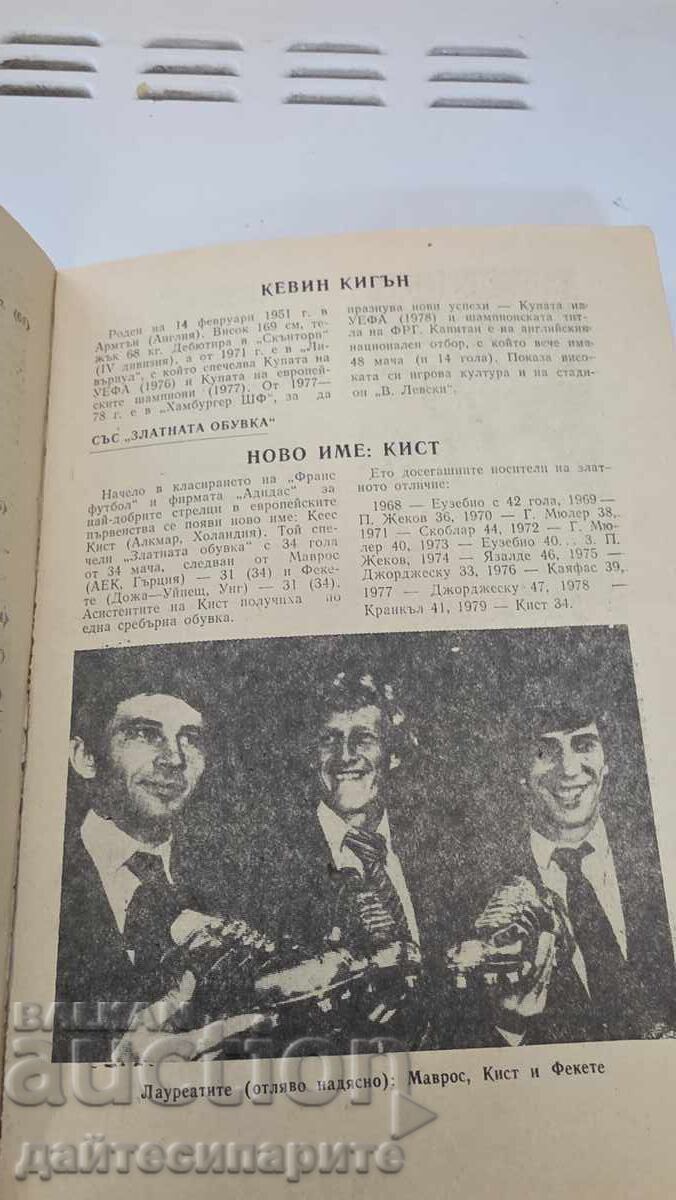 КЕВИН КИГЪН
Роден на 14 февруари 1951 г. в
Армтън (Англия). Висок 169 см, те-
жък 68 кг. Дебютира в „Скънторп“
(IV дивизия), а от 1971 г. е в „Ли-
върпул“, с който спечелва Купата на
УЕФА (1976) и Купата на европей-
ските шампиони (1977). От 1977—
78 г. е в „Хамбургер ШФ“, за да
празнува нови успехи — Купата на
УЕФА (1978) и шампионската титла
на ФРГ. Капитан е на английския
национален отбор, с който вече има
48 мача (и 14 гола). Показа висок
ата си игрова култура и на стади
он „В. Левски“.
СЪС „ЗЛАТНАТА ОБУВКА“
НОВО ИМЕ: КИСТ
Начело в класирането на „Франс
футбол“ и фирмата „Адидас“ за
най-добрите стрелци в европейските
първенства се появи ново име: Кеес
Кист (Алкмар, Холандия). Той спе-
чели „Златната обувка“ с 34 гола
от 34 мача, следван от Маврос
(АЕК, Гърция) — 31 (34) и Феке-
те (Дожа—Уйпещ, Унг) — 31 (34).
Асистентите на Кист получиха по
една сребърна обувка.
Ето досегашните носители на злат-
ното отличие:
1968 — Еузебио с 42 гола, 1969 —
П. Жеков 36, 1970 — Г. Мюлер 38,
1971 — Скоблар 44, 1972 — Г. Мю-
лер 40, 1973 — Еузебио 40... 3. П.
Жеков, 1974 — Язалде 46, 1975 —
Джорджеску 33, 1976 — Каяфас 39,
1977 — Джорджеску 47, 1978 —
Кранкъл 41, 1979 — Кист 34.
Лауреатите (отляво надясно): Маврос, Кист и Фекете
BALKAN
auction
дайтесипарите